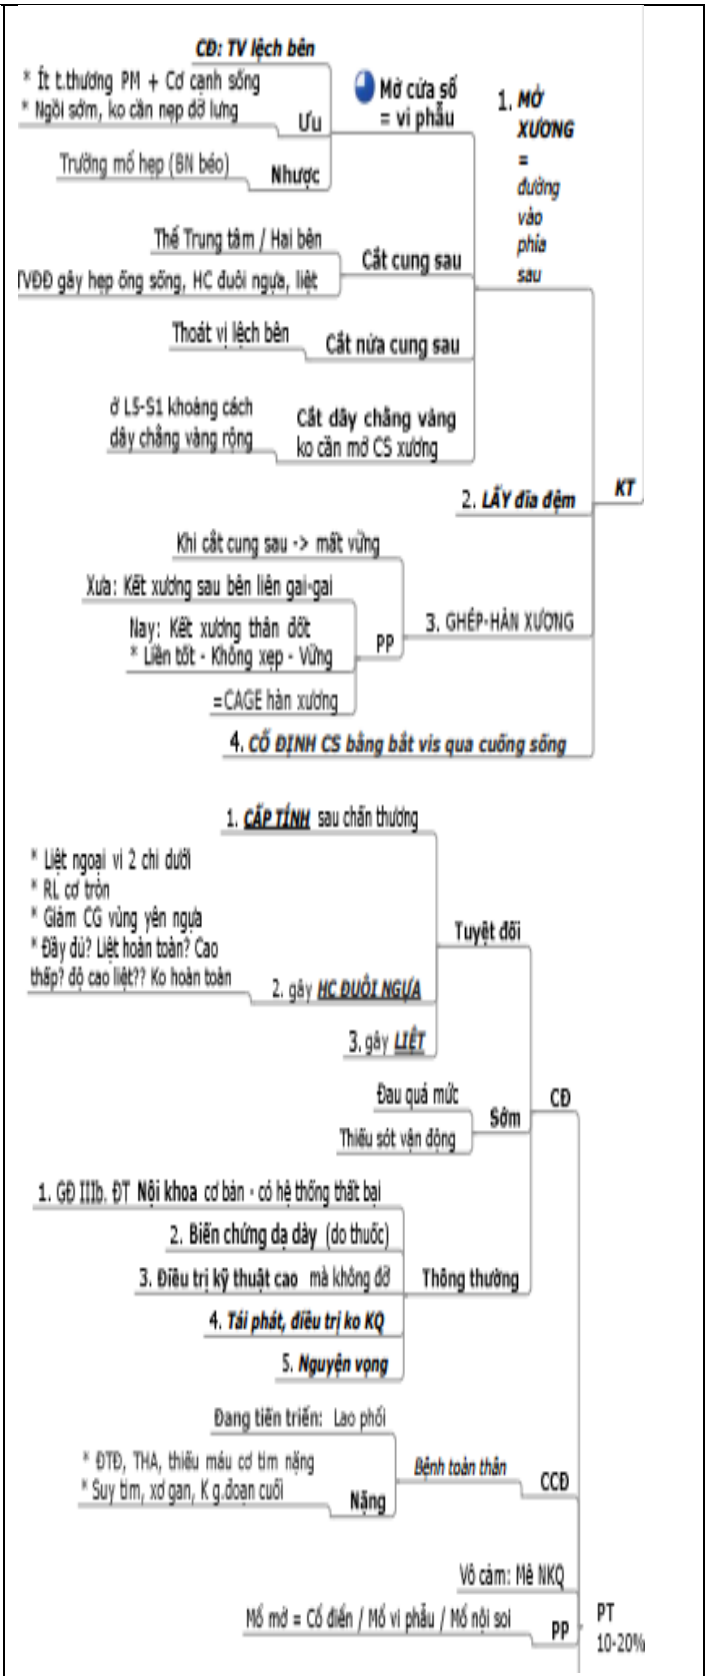 CĐ: TV lệch bên
* Ít t.thương PM + Cơ cạnh sống
* Ngồi sớm, ko cần nẹp đỡ lưng
Ưu
Trường mổ hẹp (BN béo)
Nhược
Mở cửa sổ
= vi phẫu
1. MỞ
XƯƠNG
=
đường
vào
phía
sau
Thể Trung tâm / Hai bên
TVĐĐ gây hẹp ống sống, HC đuôi ngựa, liệt
Cắt cung sau
Thoát vị lệch bên
Cắt nửa cung sau
ở L5-S1 khoảng cách
dây chằng vàng rộng
Cắt dây chằng vàng
ko cần mở CS xương
2. LẤY đĩa đệm
KT
Khi cắt cung sau -> mất vững
Xưa: Kết xương sau bên liên gai-gai
Nay: Kết xương thân đốt
* Liền tốt - Không xẹp - Vững
=CAGE hàn xương
PP
3. GHÉP-HÀN XƯƠNG
4. CỐ ĐỊNH CS bằng bắt vis qua cuống sống
1. CẤP TÍNH sau chấn thương
* Liệt ngoại vi 2 chi dưới
* RL cơ tròn
* Giảm CG vùng yên ngựa
* Đầy đủ? Liệt hoàn toàn? Cao
thấp? độ cao liệt?? Ko hoàn toàn
2. gây HC ĐUÔI NGỰA
3. gây LIỆT
Tuyệt đối
Đau quá mức
Thiếu sót vận động
Sớm
CĐ
1. GĐ IIIb. ĐT Nội khoa cơ bản - có hệ thống thất bại
2. Biến chứng dạ dày (do thuốc)
3. Điều trị kỹ thuật cao mà không đỡ
4. Tái phát, điều trị ko KQ
5. Nguyện vọng
Thông thường
Đang tiến triển: Lao phổi
* ĐTĐ, THA, thiếu máu cơ tim nặng
* Suy tim, xơ gan, K g.đoạn cuối
Nặng
Bệnh toàn thân
CCĐ
Vô cảm: Mê NKQ
Mổ mở = Cổ điển / Mổ vi phẫu / Mổ nội soi
PP
PT
10-20%